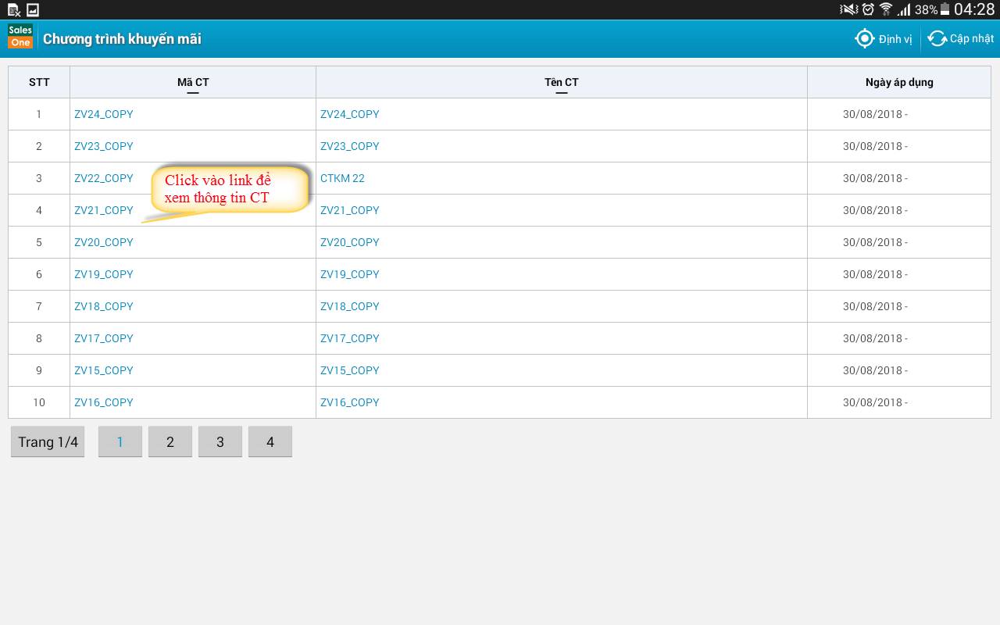 38% 04:28
Sales One
Chương trình khuyến mãi
Định vị
Cập nhật
STT Mã CT Tên CT Ngày áp dụng
1 ZV24_COPY ZV24_COPY 30/08/2018 -
2 ZV23_COPY ZV23_COPY 30/08/2018 -
3 ZV22_COPY CTKM 22 30/08/2018 -
Click vào link để
xem thông tin CT
4 ZV21_COPY ZV21_COPY 30/08/2018 -
5 ZV20_COPY ZV20_COPY 30/08/2018 -
6 ZV19_COPY ZV19_COPY 30/08/2018 -
7 ZV18_COPY ZV18_COPY 30/08/2018 -
8 ZV17_COPY ZV17_COPY 30/08/2018 -
9 ZV15_COPY ZV15_COPY 30/08/2018 -
10 ZV16_COPY ZV16_COPY 30/08/2018 -
Trang 1/4 1 2 3 4